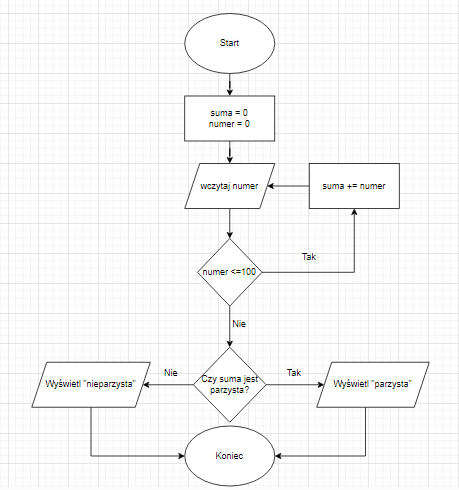 Start
suma = 0
numer = 0
wczytaj numer
suma += numer
Tak
numer <=100
Nie
Nie
Czy suma jest
parzysta?
Tak
Wyświetl "nieparzysta"
Wyświetl "parzysta"
Koniec